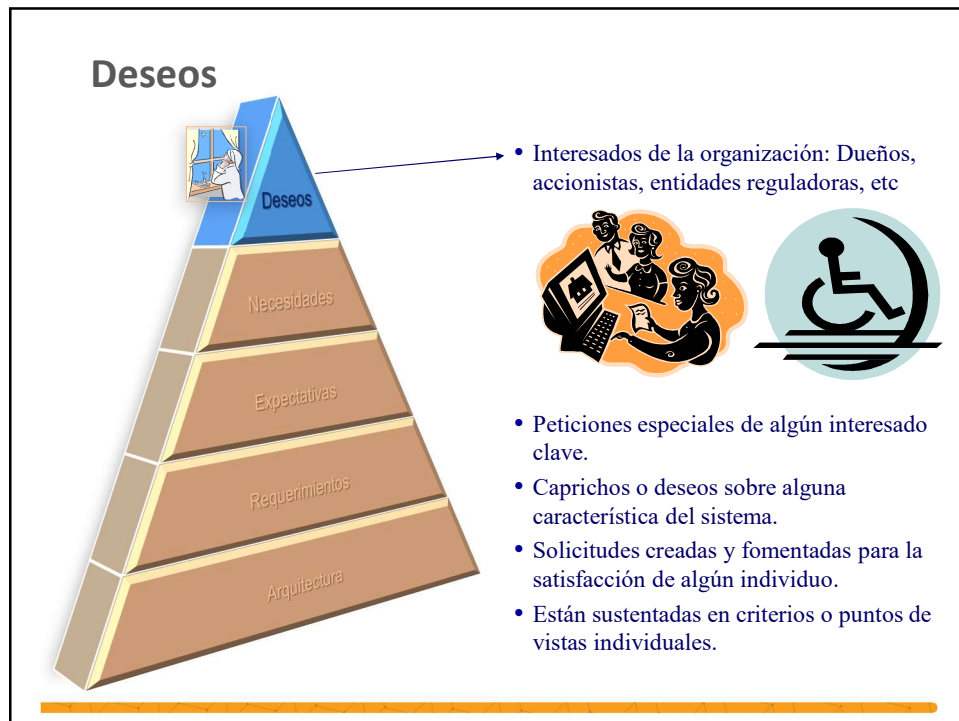 Deseos
Deseos
Necesidades
Expectativas
Requerimientos
Arquitectura
• Interesados de la organización: Dueños,
accionistas, entidades reguladoras, etc
• Peticiones especiales de algún interesado
clave.
• Caprichos o deseos sobre alguna
característica del sistema.
• Solicitudes creadas y fomentadas para la
satisfacción de algún individuo.
• Están sustentadas en criterios o puntos de
vistas individuales.